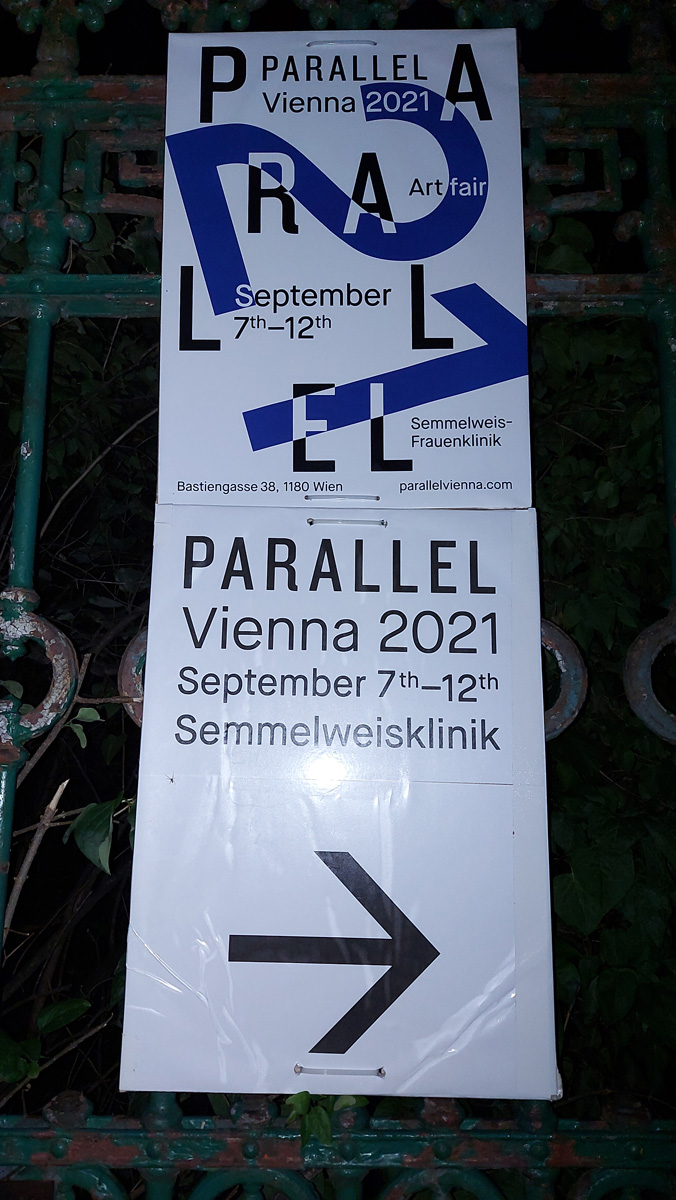 P A
PARALLEL
Vienna 2021
R A
Art fair
L L
September
7th–12th
E L
Semmelweis-
Frauenklinik
Bastiengasse 38, 1180 Wien
parallelvienna.com
PARALLEL
Vienna 2021
September 7th–12th
Semmelweisklinik